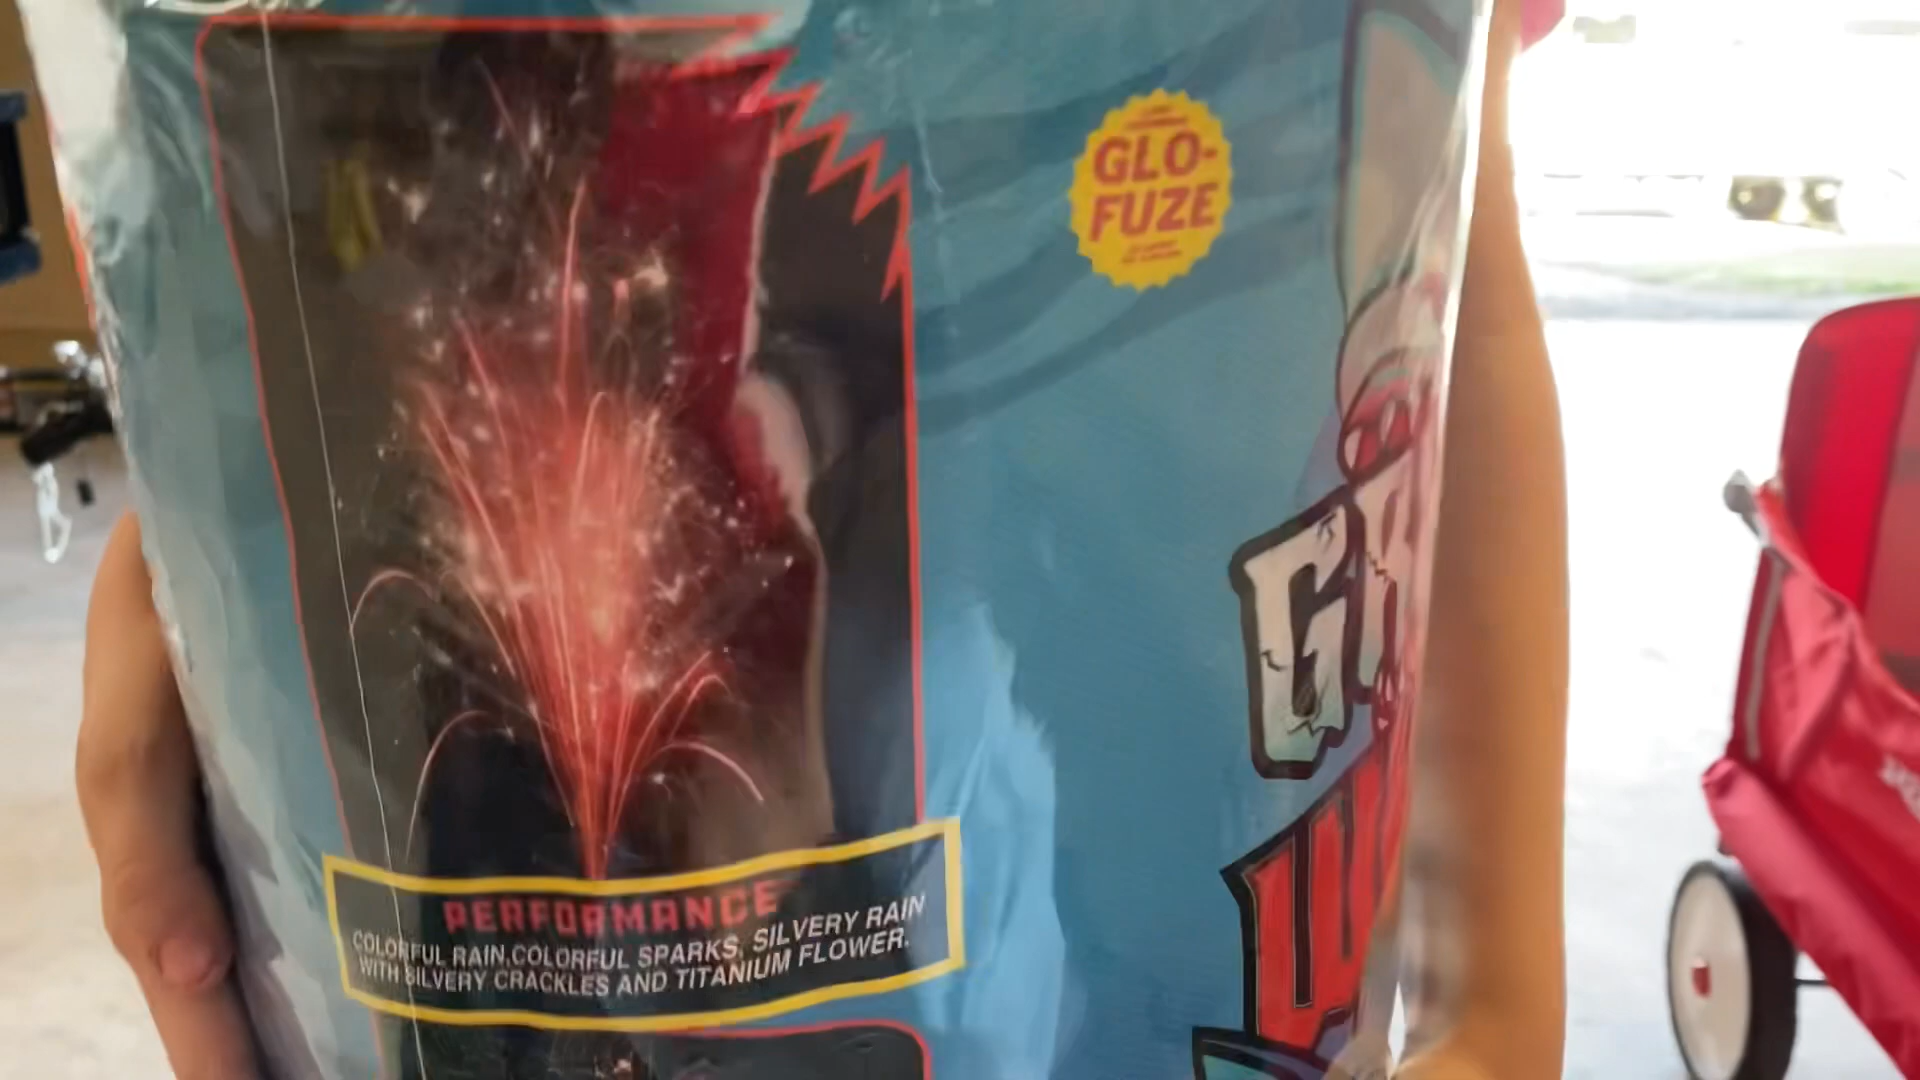 GLO-
FUZE
PERFORMANCE
COLORFUL RAIN,COLORFUL SPARKS, SILVERY RAIN
WITH SILVERY CRACKLES AND TITANIUM FLOWER.